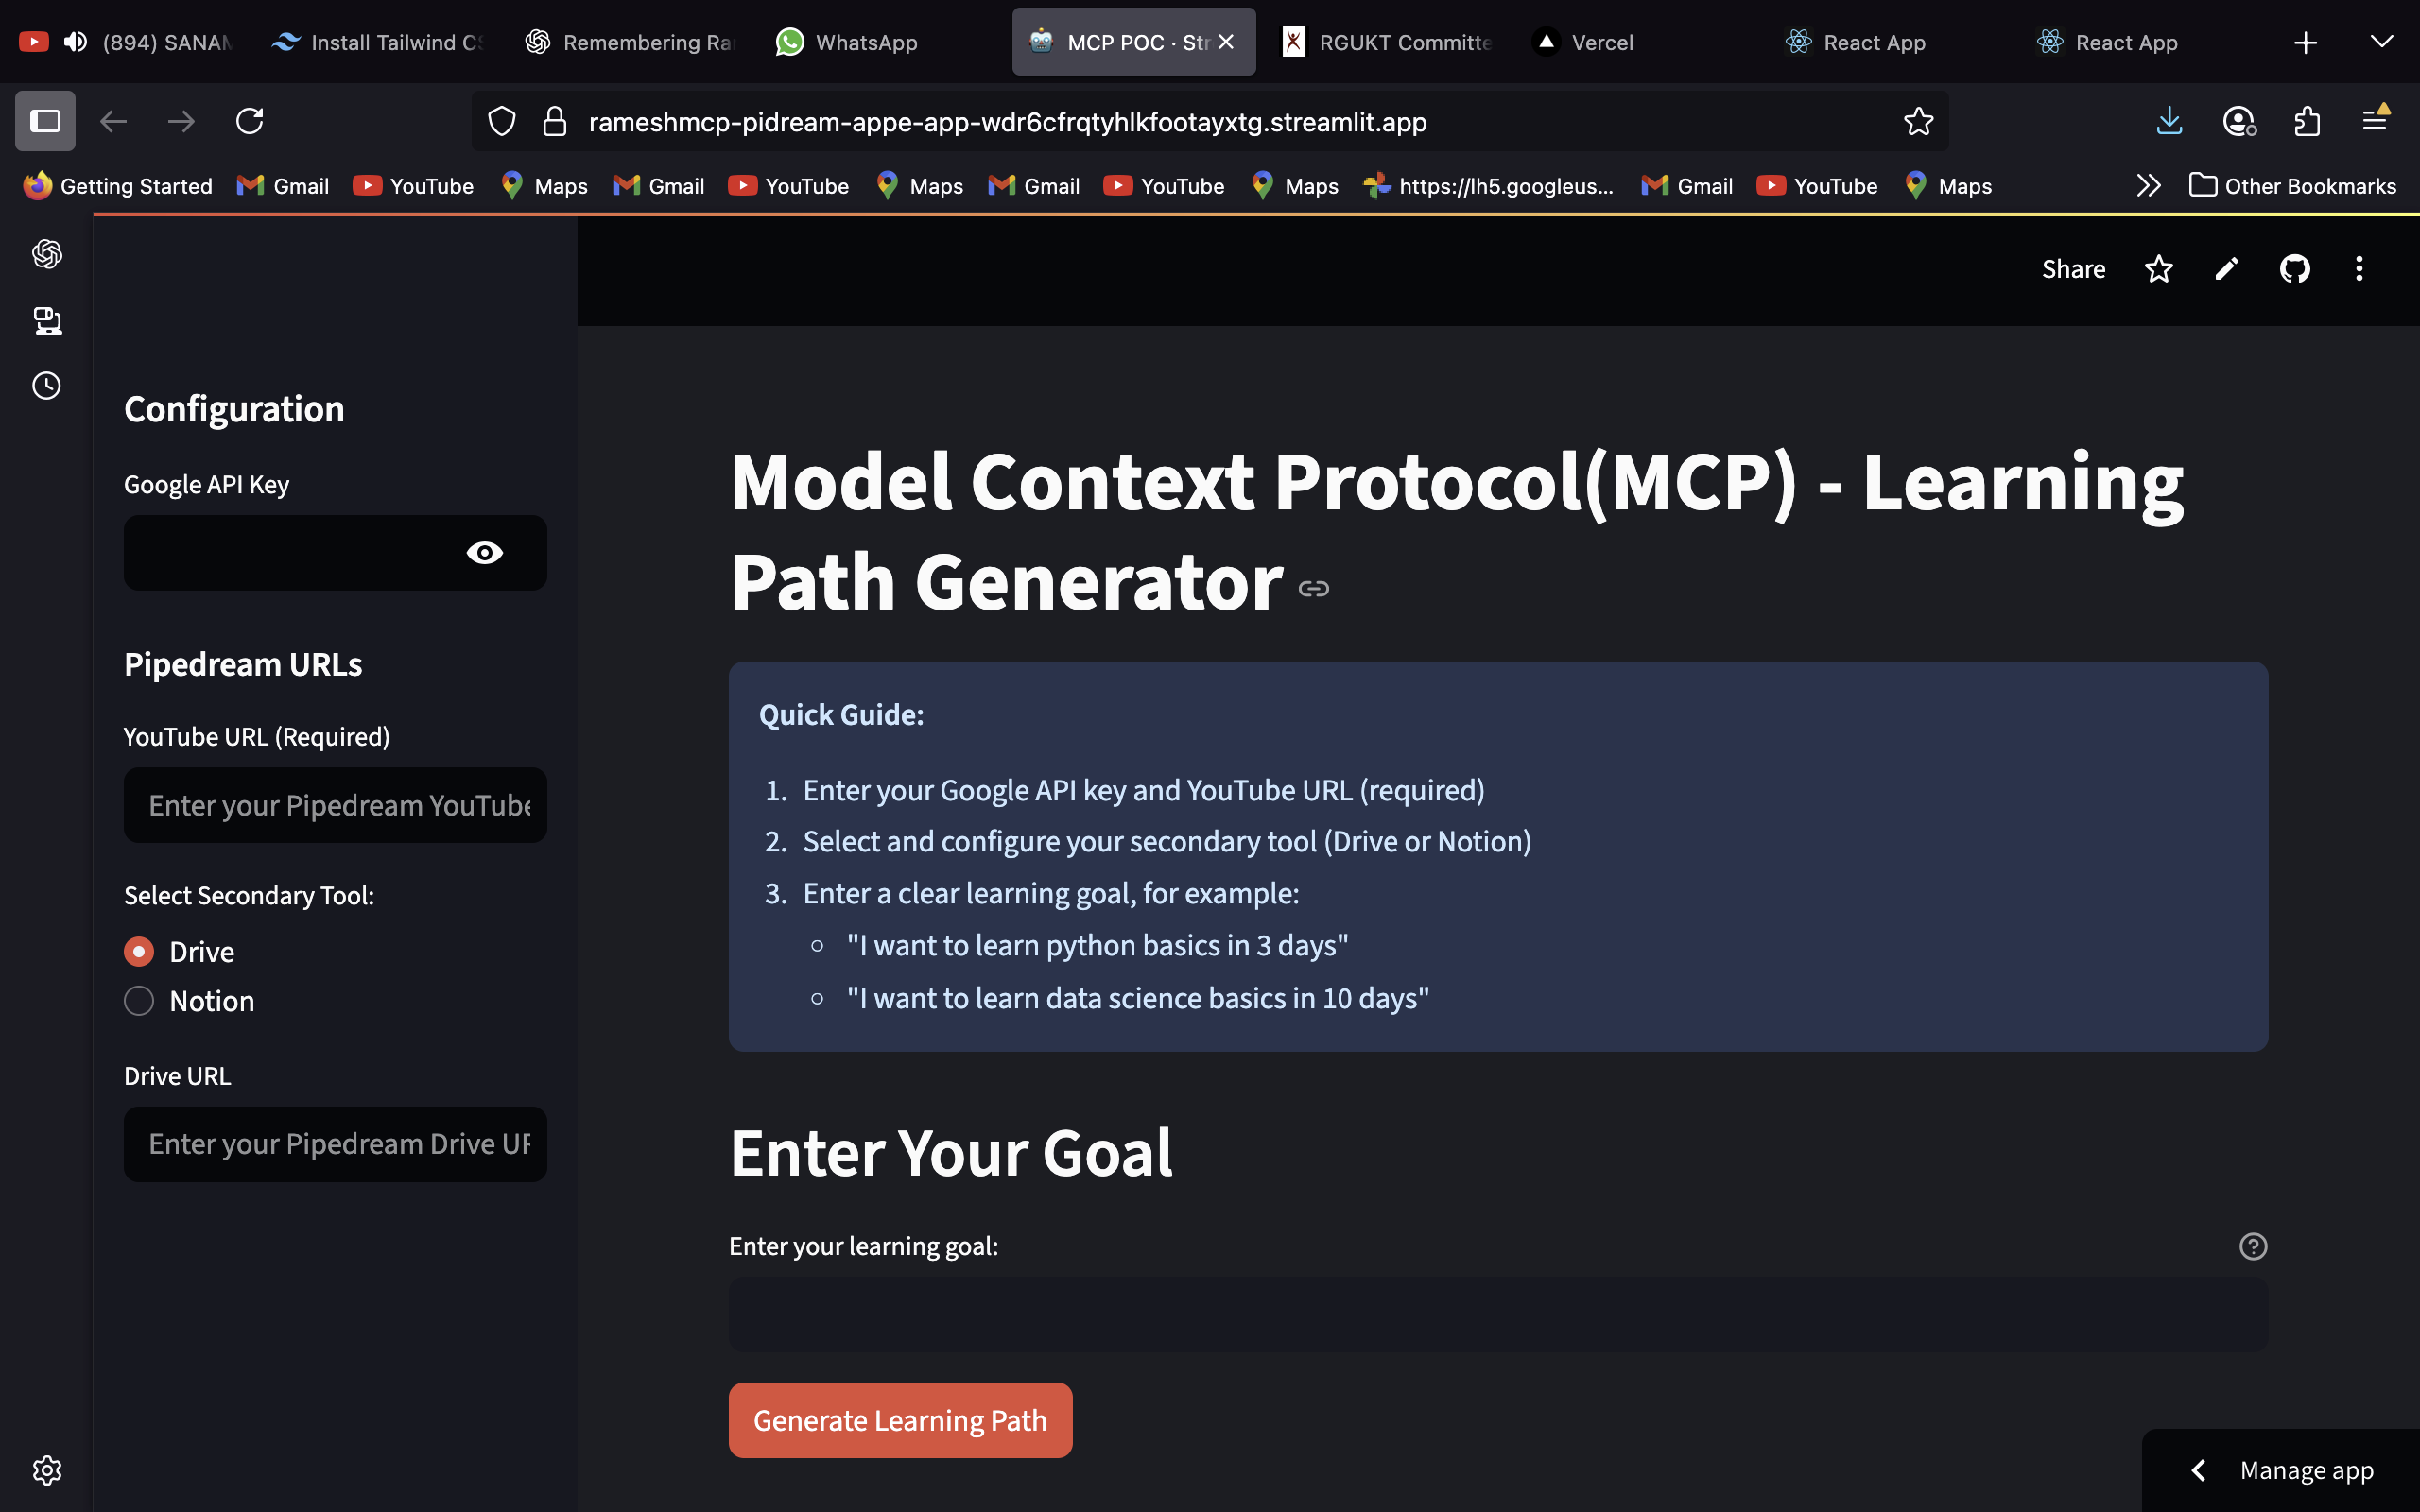 (894) SANAM
Install Tailwind CS
Remembering Ra
WhatsApp
MCP POC · Str
RGUKT Committe
Vercel
React App
React App
rameshmcp-pidream-appe-app-wdr6cfrqtyhlkfootayxtg.streamlit.app
Getting Started
Gmail
YouTube
Maps
Gmail
YouTube
Maps
Gmail
YouTube
Maps
https://lh5.googleus...
Gmail
YouTube
Maps
Other Bookmarks
Share
Configuration
Google API Key
Pipedream URLs
YouTube URL (Required)
Enter your Pipedream YouTube
Select Secondary Tool:
Drive
Notion
Drive URL
Enter your Pipedream Drive UR
Model Context Protocol(MCP) - Learning
Path Generator
Quick Guide:
1. Enter your Google API key and YouTube URL (required)
2. Select and configure your secondary tool (Drive or Notion)
3. Enter a clear learning goal, for example:
"I want to learn python basics in 3 days"
"I want to learn data science basics in 10 days"
Enter Your Goal
Enter your learning goal:
Generate Learning Path
Manage app